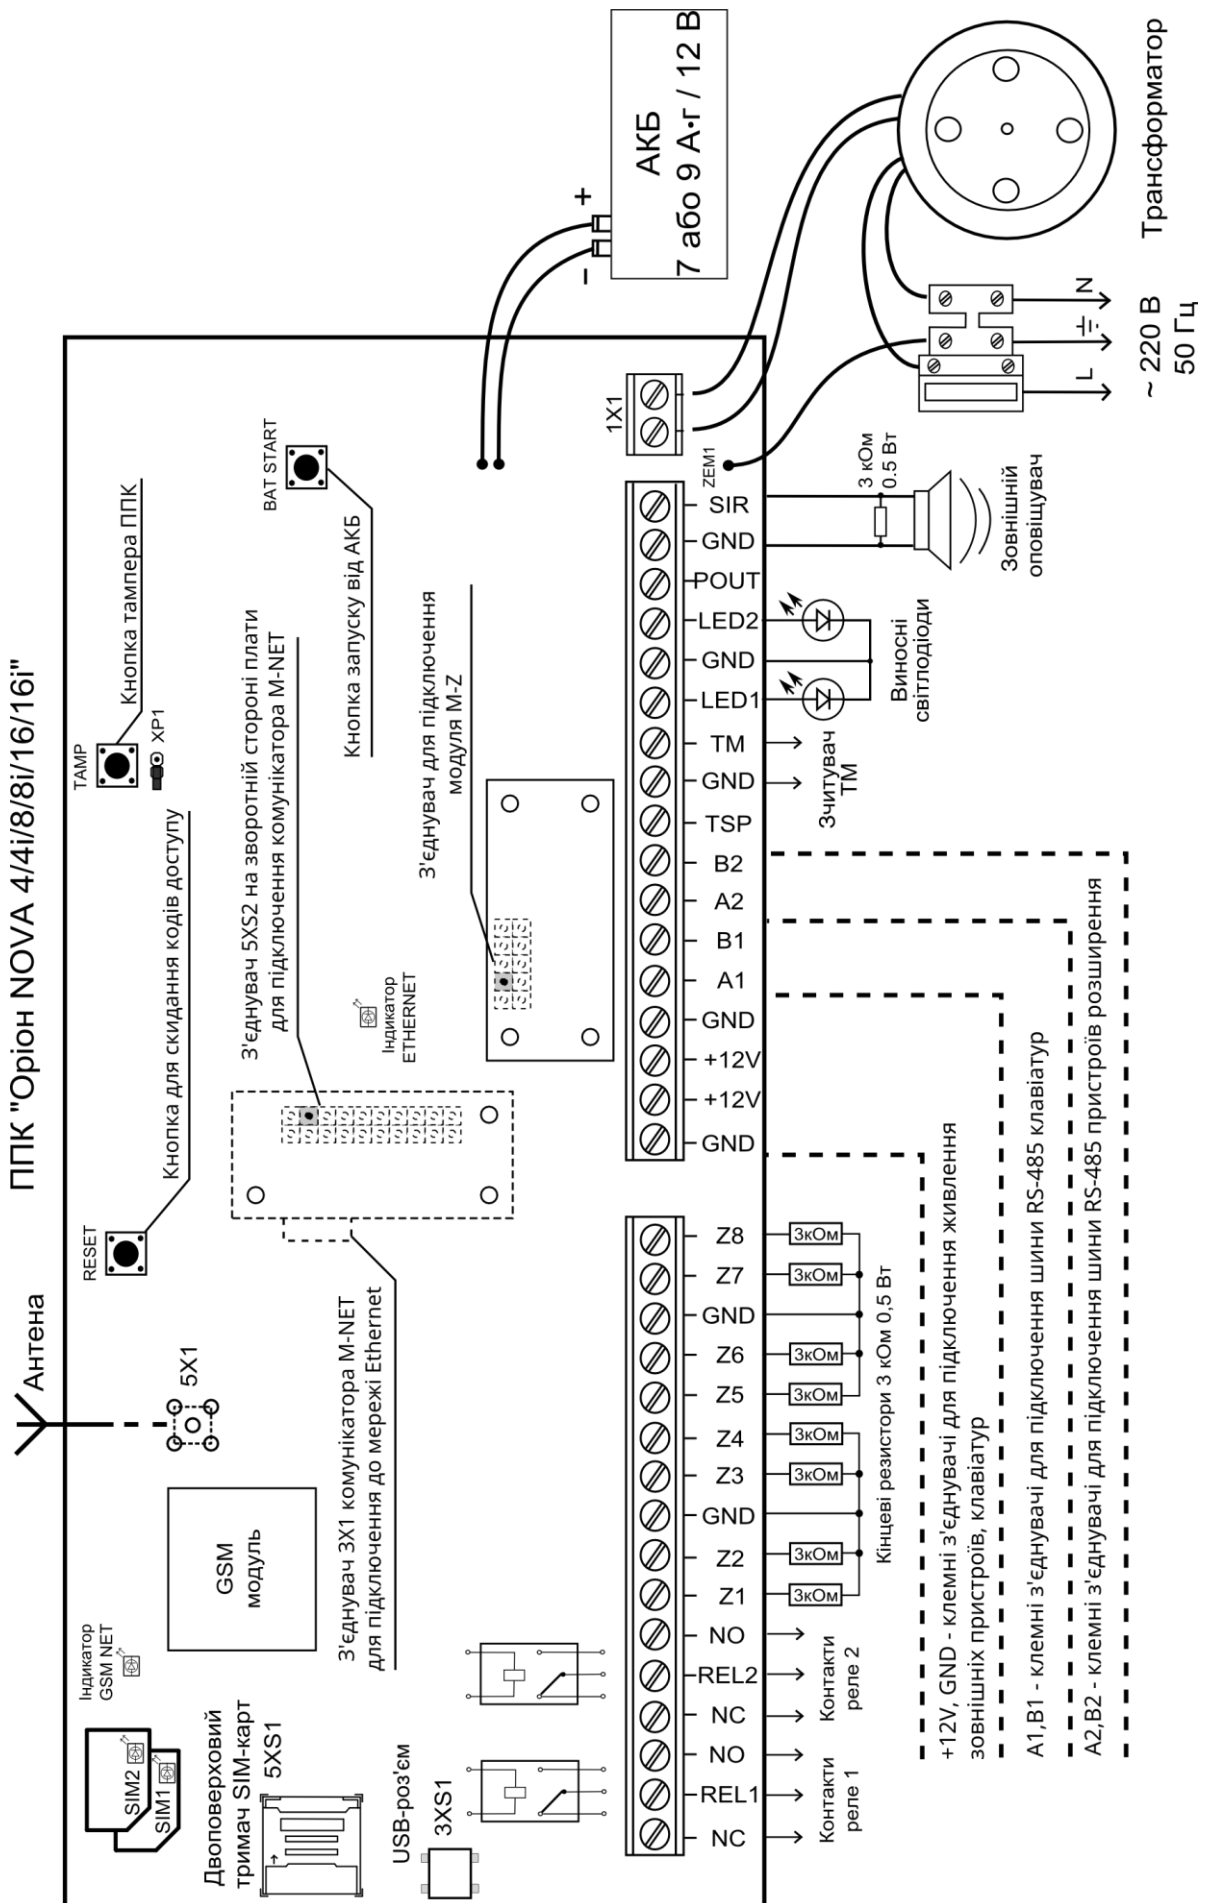 ППК "Оріон NOVA 4/4i/8/8i/16/16i"
Антена
5X1
RESET
Кнопка для скидання кодів доступу
TAMP
XP1
Кнопка тампера ППК
BAT START
Кнопка запуску від АКБ
З'єднувач 5XS2 на зворотній стороні плати
для підключення комунікатора M-NET
Індикатор
ETHERNET
З'єднувач для підключення
модуля M-Z
З'єднувач 3X1 комунікатора M-NET
для підключення до мережі Ethernet
GSM
модуль
Індикатор
GSM NET
SIM2
SIM1
Двоповерховий
тримач SIM-карт
5XS1
USB-роз'єм
3XS1
+
−
АКБ
7 або 9 А·г / 12 В
Трансформатор
1X1
ZEM1
L
N
~ 220 В
50 Гц
NC
REL1
NO
NC
REL2
NO
Z1
Z2
GND
Z3
Z4
Z5
Z6
GND
Z7
Z8
GND
+12V
+12V
GND
A1
B1
A2
B2
TSP
GND
TM
LED1
GND
LED2
POUT
GND
SIR
Контакти
реле 1
Контакти
реле 2
3кОм
3кОм
3кОм
3кОм
3кОм
3кОм
3кОм
3кОм
Кінцеві резистори 3 кОм 0,5 Вт
Зчитувач
ТМ
Виносні
світлодіоди
3 кОм
0.5 Вт
Зовнішній
оповіщувач
+12V, GND - клемні з'єднувачі для підключення живлення
зовнішніх пристроїв, клавіатур
A1,B1 - клемні з'єднувачі для підключення шини RS-485 клавіатур
A2,B2 - клемні з'єднувачі для підключення шини RS-485 пристроїв розширення